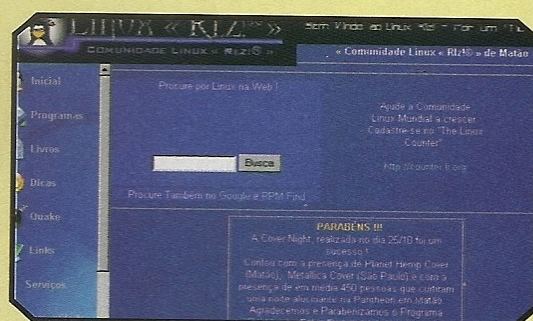 LINUX « RIZ!® »
COMUNIDADE LINUX « RIZ!® »
Bem Vindo ao Linux
« Comunidade Linux « RIz!® » de Matão
Inicial
Programas
Livros
Dicas
Quake
Links
Serviços
Procure por Linux na Web !
Busca
Procure Também no Google e RPM Find
Ajude a Comunidade
Linux Mundial a crescer
Cadastre-se no "The Linux
Counter"
PARABÉNS !!!
A Cover Night, realizada no dia 25/10 foi um
sucesso !
Contou com a presença de Planet Hemp Cover
(Matão), Metallica Cover (São Paulo) e com a
presença de em média 450 pessoas que curtiram
uma noite alucinante na Pantheon em Matão
Agradecemos e Parabenizamos o Programa